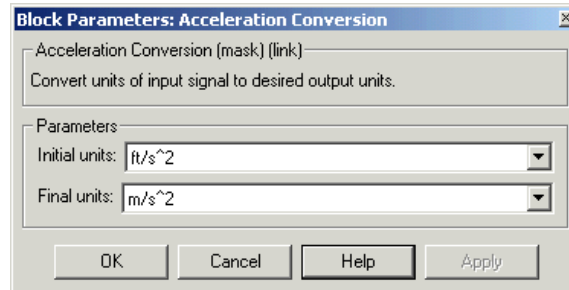 Block Parameters: Acceleration Conversion
Acceleration Conversion (mask) (link)
Convert units of input signal to desired output units.
Parameters
Initial units: ft/s^2
Final units: m/s^2
OK Cancel Help Apply